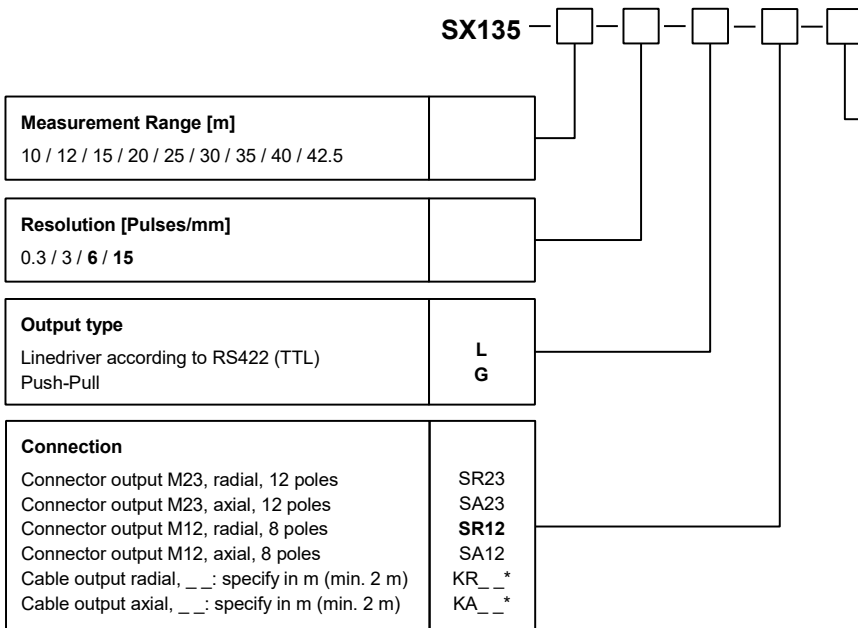 SX135
Measurement Range [m]
10 / 12 / 15 / 20 / 25 / 30 / 35 / 40 / 42.5
Resolution [Pulses/mm]
0.3 / 3 / 6 / 15
Output type
Linedriver according to RS422 (TTL) L
Push-Pull G
Connection
Connector output M23, radial, 12 poles SR23
Connector output M23, axial, 12 poles SA23
Connector output M12, radial, 8 poles SR12
Connector output M12, axial, 8 poles SA12
Cable output radial, _ _: specify in m (min. 2 m) KR_ _*
Cable output axial, _ _: specify in m (min. 2 m) KA_ _*